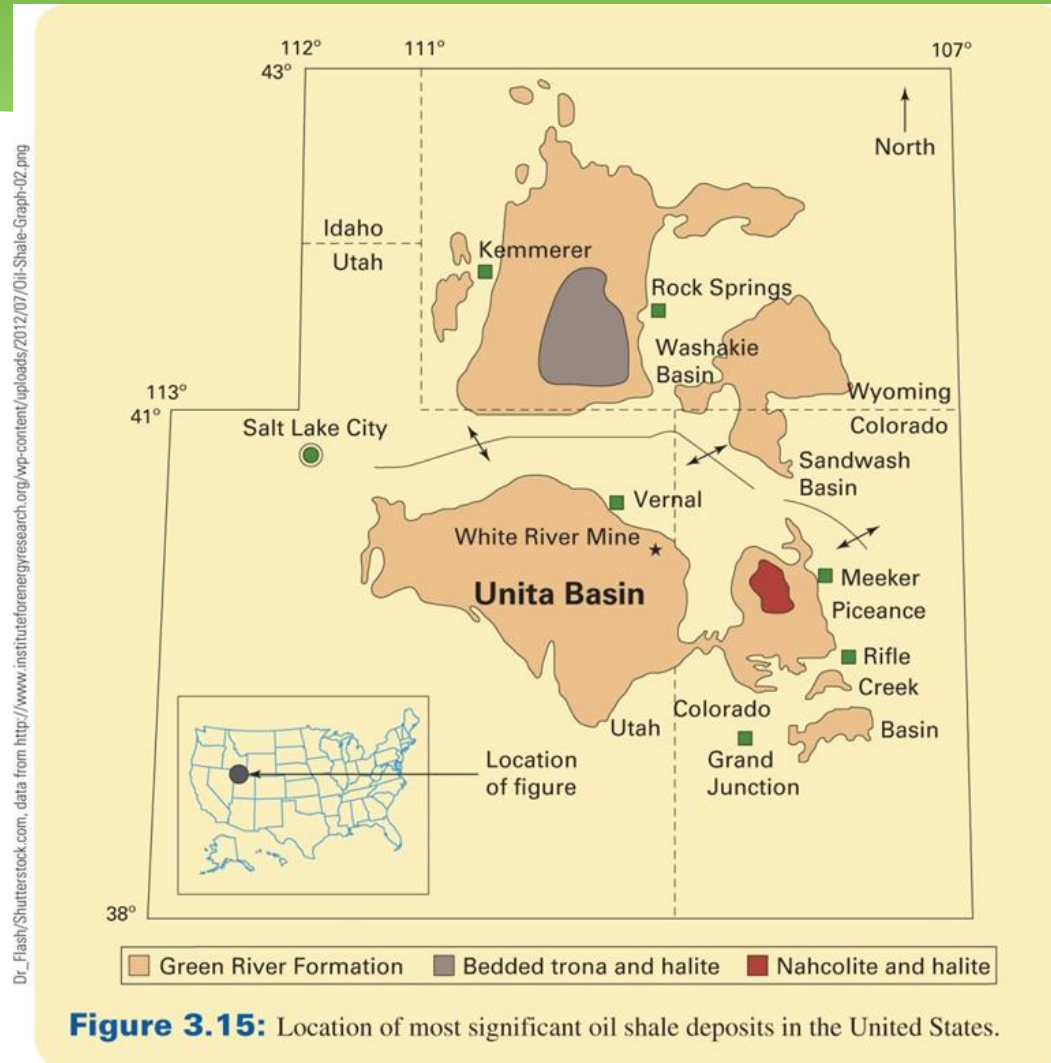 112°
111°
107°
43°
North
Idaho
Utah
Kemmerer
Rock Springs
Washakie
Basin
113°
41°
Wyoming
Colorado
Salt Lake City
Sandwash
Basin
Vernal
White River Mine
Unita Basin
Meeker
Piceance
Rifle
Creek
Basin
Colorado
Utah
Grand
Junction
Location
of figure
38°
Green River Formation
Bedded trona and halite
Nahcolite and halite
Figure 3.15: Location of most significant oil shale deposits in the United States.
Dr_Flash/Shutterstock.com, data from http://www.instituteforenergyresearch.org/wp-content/uploads/2012/07/Oil-Shale-Graph-02.png